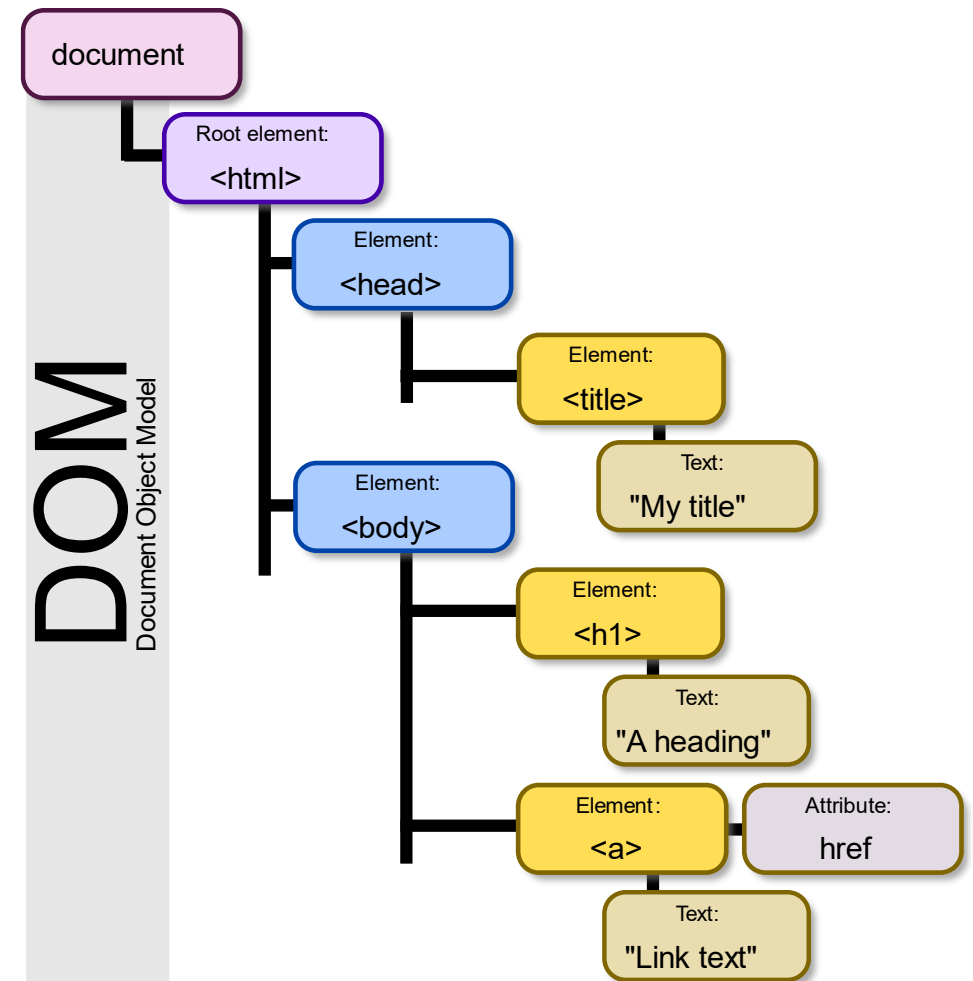 document
Root element:
<html>
Element:
<head>
Element:
<title>
Text:
"My title"
DOM
Document Object Model
Element:
<body>
Element:
<h1>
Text:
"A heading"
Element:
<a>
Attribute:
href
Text:
"Link text"